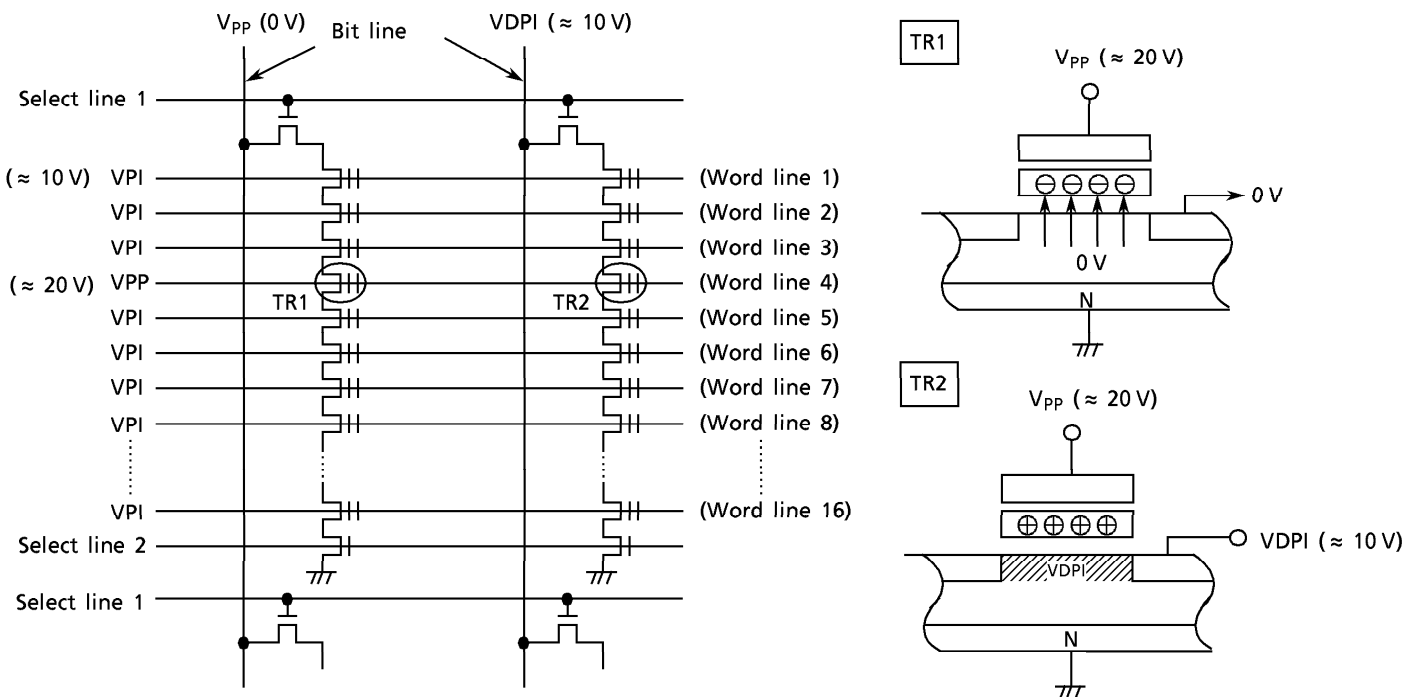 VPP (0 V)
Bit line
VDPI (≈ 10 V)
Select line 1
(≈ 10 V) VPI (Word line 1)
VPI (Word line 2)
VPI (Word line 3)
(≈ 20 V) VPP (Word line 4)
TR1 TR2
VPI (Word line 5)
VPI (Word line 6)
VPI (Word line 7)
VPI (Word line 8)
VPI (Word line 16)
Select line 2
Select line 1
TR1
VPP (≈ 20 V)
0 V
0 V
N
TR2
VPP (≈ 20 V)
VDPI (≈ 10 V)
VDPI
N